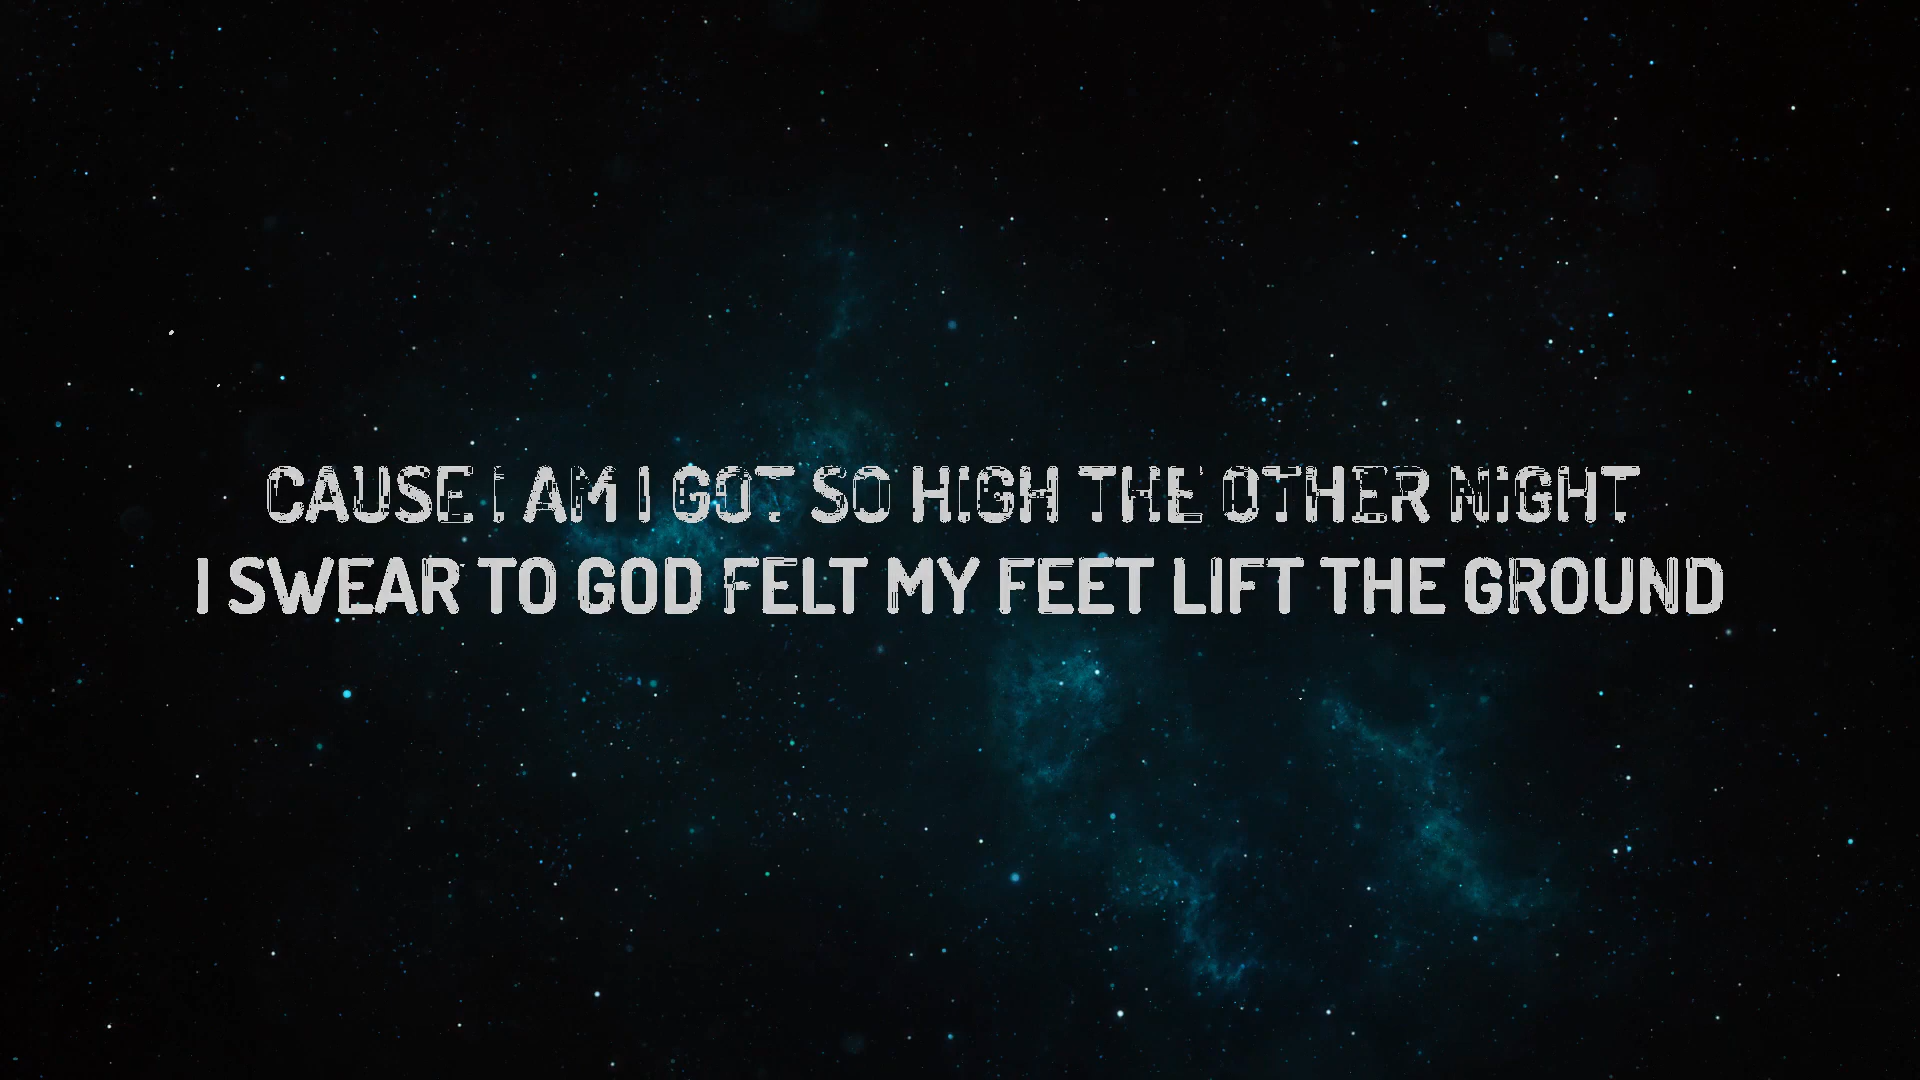 CAUSE I AM I GOT SO HIGH THE OTHER NIGHT
I SWEAR TO GOD FELT MY FEET LIFT THE GROUND